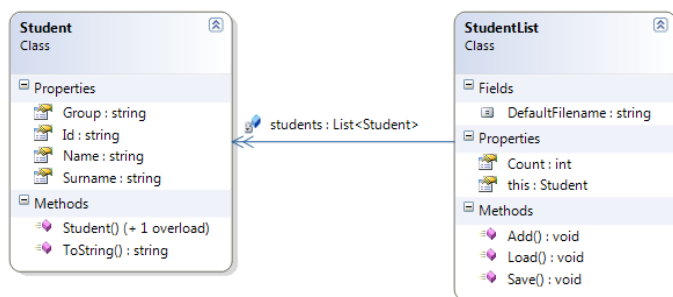 Student
Class
Properties
Group : string
Id : string
Name : string
Surname : string
Methods
Student() (+ 1 overload)
ToString() : string
students : List<Student>
StudentList
Class
Fields
DefaultFilename : string
Properties
Count : int
this : Student
Methods
Add() : void
Load() : void
Save() : void